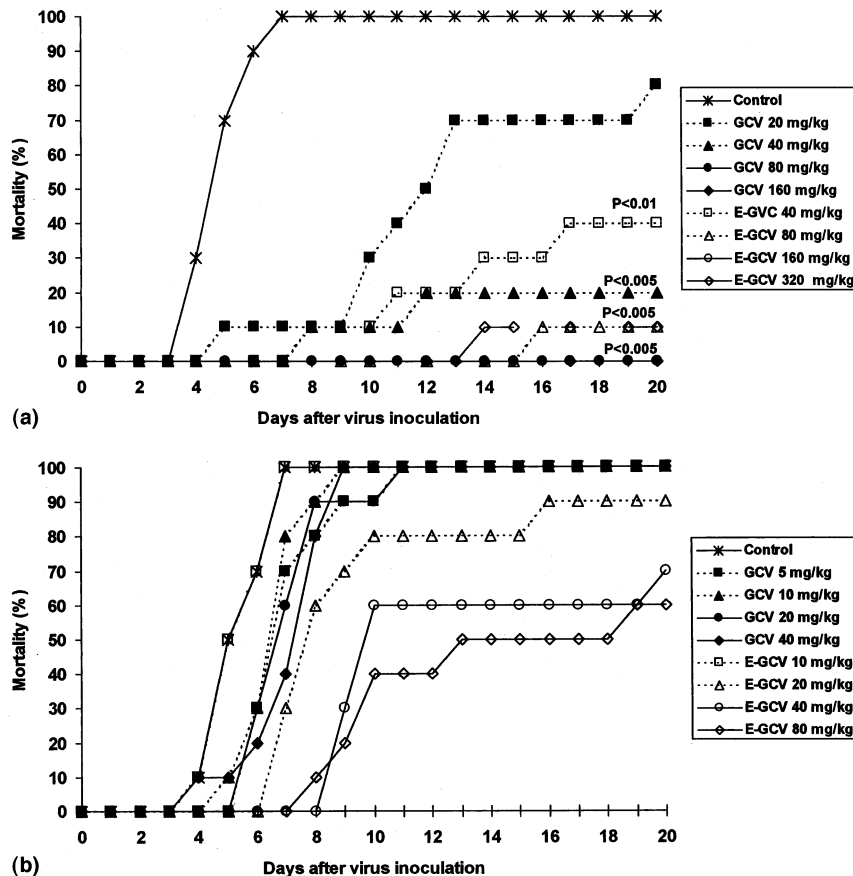 100
90
80
70
60
50
40
30
20
10
0
Mortality (%)
0 2 4 6 8 10 12 14 16 18 20
Days after virus inoculation
(a)
P<0.01
P<0.005
P<0.005
P<0.005
Control
GCV 20 mg/kg
GCV 40 mg/kg
GCV 80 mg/kg
GCV 160 mg/kg
E-GVC 40 mg/kg
E-GCV 80 mg/kg
E-GCV 160 mg/kg
E-GCV 320 mg/kg
100
90
80
70
60
50
40
30
20
10
0
Mortality (%)
0 2 4 6 8 10 12 14 16 18 20
Days after virus inoculation
(b)
Control
GCV 5 mg/kg
GCV 10 mg/kg
GCV 20 mg/kg
GCV 40 mg/kg
E-GCV 10 mg/kg
E-GCV 20 mg/kg
E-GCV 40 mg/kg
E-GCV 80 mg/kg